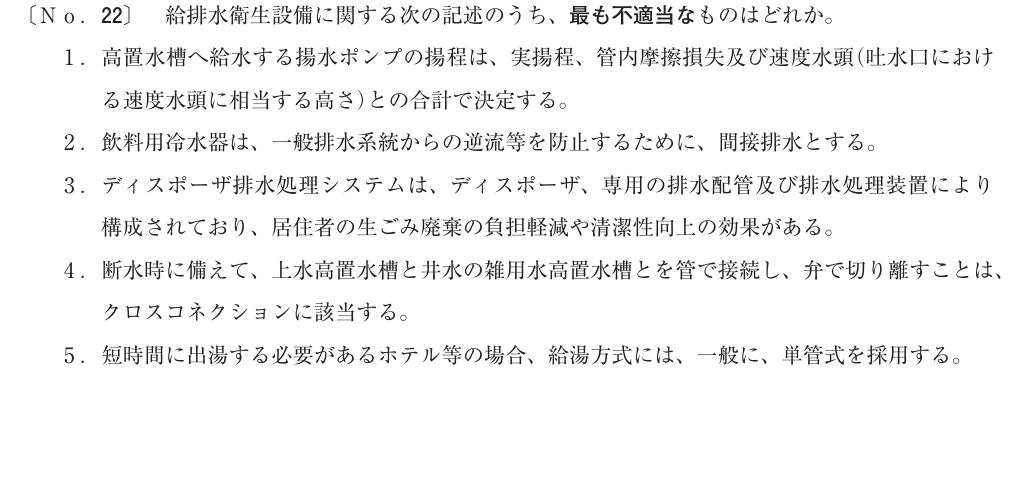 〔Ｎｏ．22〕　給排水衛生設備に関する次の記述のうち、最も不適当なものはどれか。
１．高置水槽へ給水する揚水ポンプの揚程は、実揚程、管内摩擦損失及び速度水頭(吐水口におけ
る速度水頭に相当する高さ)との合計で決定する。
２．飲料用冷水器は、一般排水系統からの逆流等を防止するために、間接排水とする。
３．ディスポーザ排水処理システムは、ディスポーザ、専用の排水配管及び排水処理装置により
構成されており、居住者の生ごみ廃棄の負担軽減や清潔性向上の効果がある。
４．断水時に備えて、上水高置水槽と井水の雑用水高置水槽とを管で接続し、弁で切り離すことは、
クロスコネクションに該当する。
５．短時間に出湯する必要があるホテル等の場合、給湯方式には、一般に、単管式を採用する。